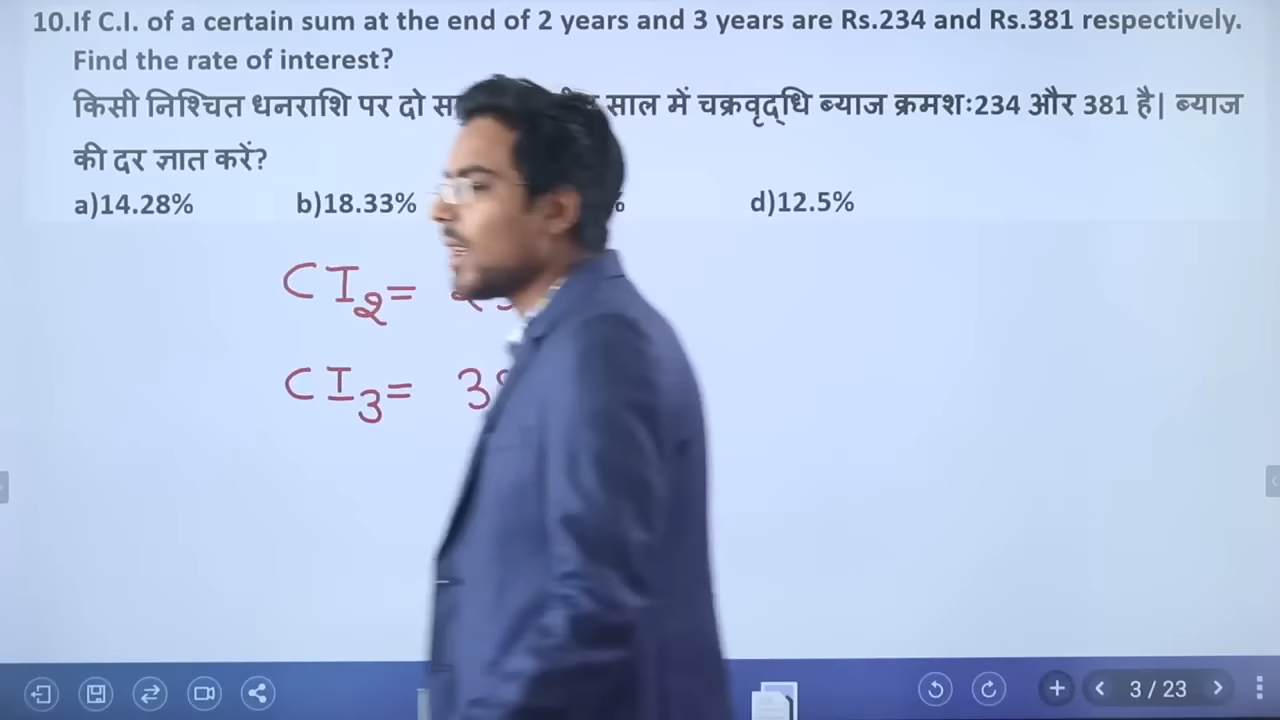 10.If C.I. of a certain sum at the end of 2 years and 3 years are Rs.234 and Rs.381 respectively.
Find the rate of interest?
किसी निश्चित धनराशि पर दो साल में चक्रवृद्धि ब्याज क्रमशः234 और 381 है| ब्याज
की दर ज्ञात करें?
a)14.28% b)18.33% d)12.5%
CI2=
CI3= 38
3 / 23